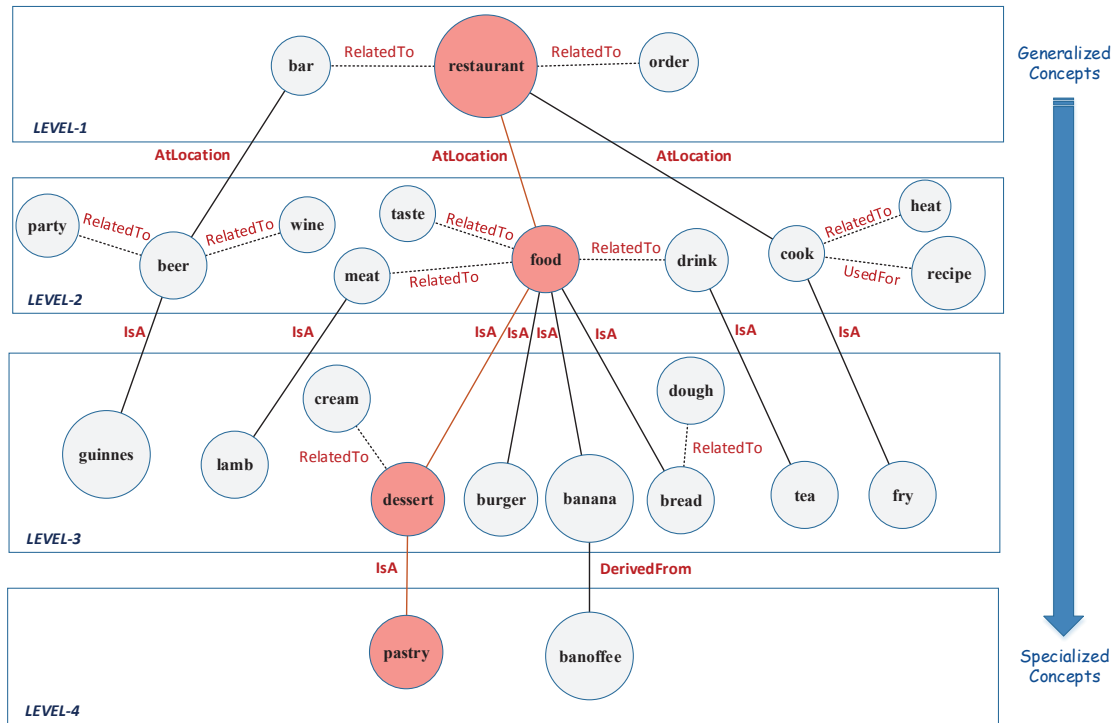 RelatedTo
RelatedTo
bar
restaurant
order
Generalized
Concepts
LEVEL-1
AtLocation
AtLocation
AtLocation
party
RelatedTo
RelatedTo
wine
taste
RelatedTo
RelatedTo
RelatedTo
heat
beer
meat
RelatedTo
food
drink
cook
UsedFor
recipe
LEVEL-2
IsA
IsA
IsA
IsA
IsA
IsA
IsA
IsA
cream
dough
guinnes
lamb
RelatedTo
RelatedTo
dessert
burger
banana
bread
tea
fry
LEVEL-3
IsA
DerivedFrom
pastry
banoffee
Specialized
Concepts
LEVEL-4